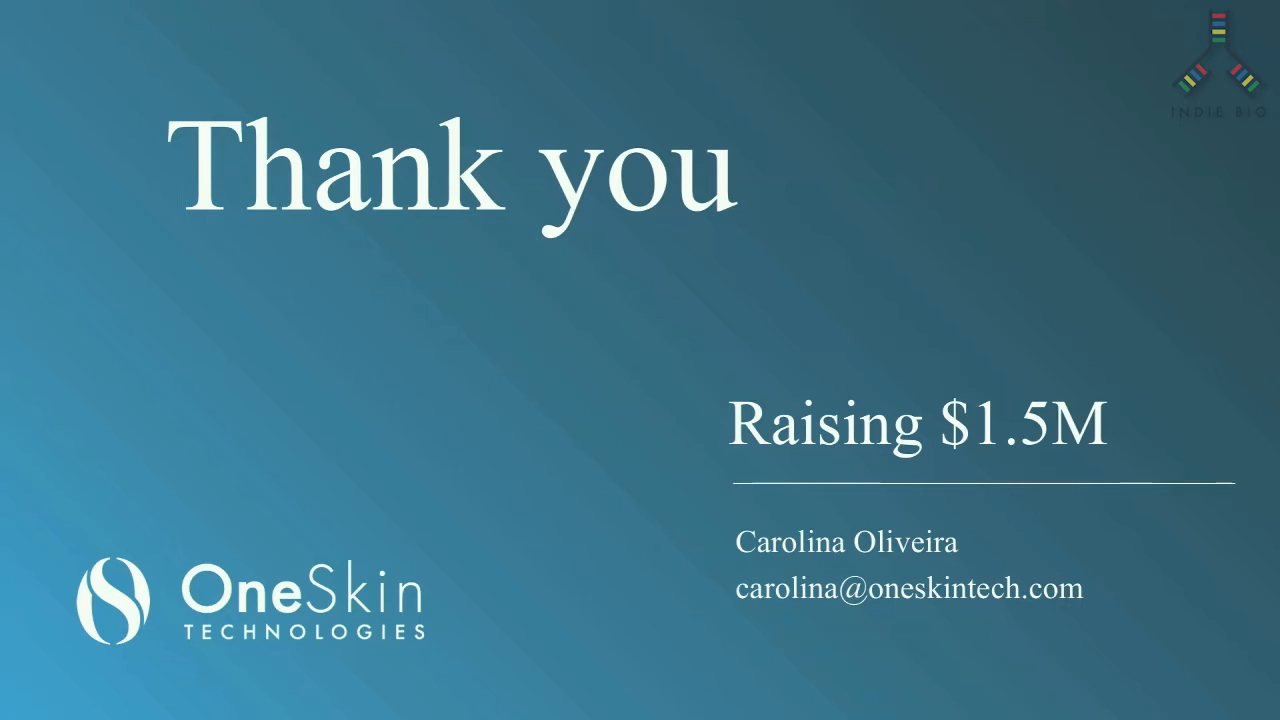 INDIE BIO
Thank you
Raising $1.5M
Carolina Oliveira
carolina@oneskintech.com
OneSkin
TECHNOLOGIES